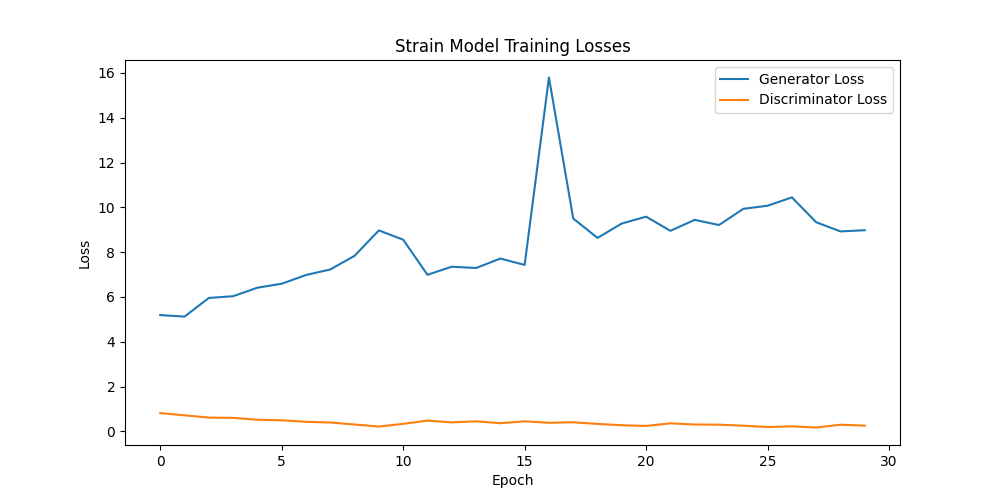 Strain Model Training Losses
Generator Loss
Discriminator Loss
Loss
16
14
12
10
8
6
4
2
0
0 5 10 15 20 25 30
Epoch